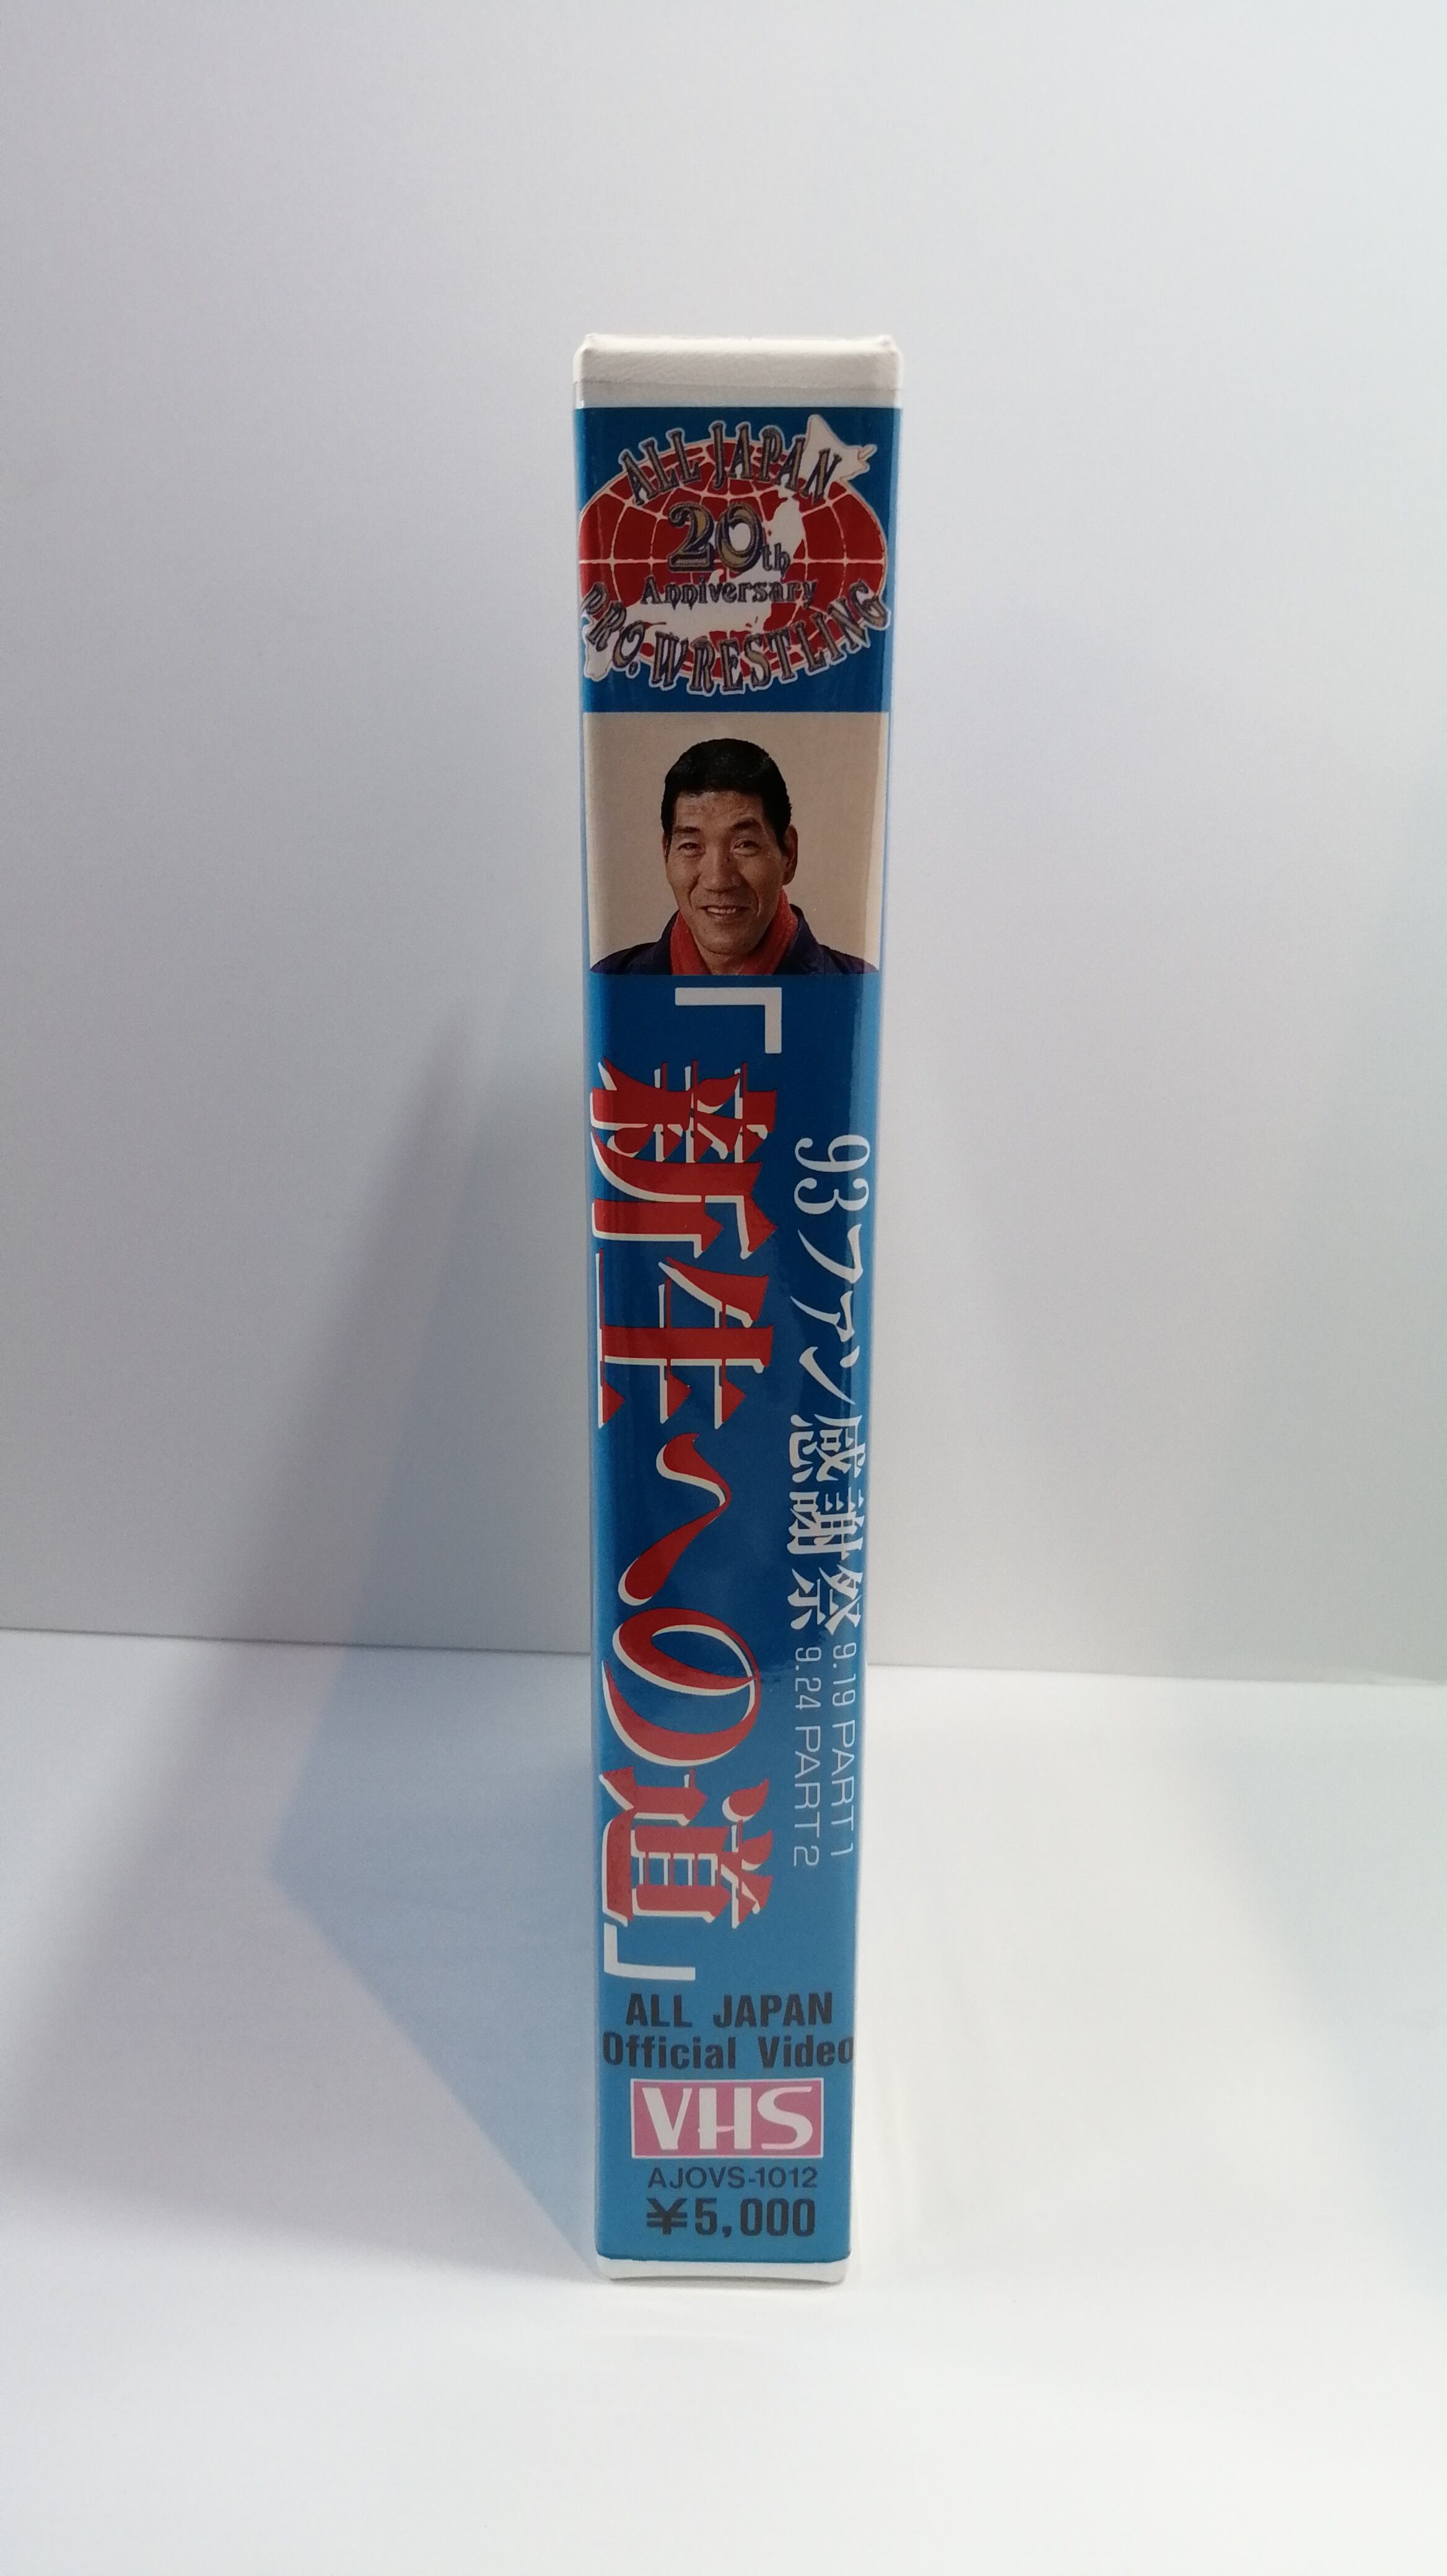 ALL JAPAN
20th
Anniversary
PRO. WRESTLING
93ファン感謝祭
9.19 PART 1
9.24 PART 2
「新生への道」
ALL JAPAN
Official Video
VHS
AJOVS-1012
¥5,000